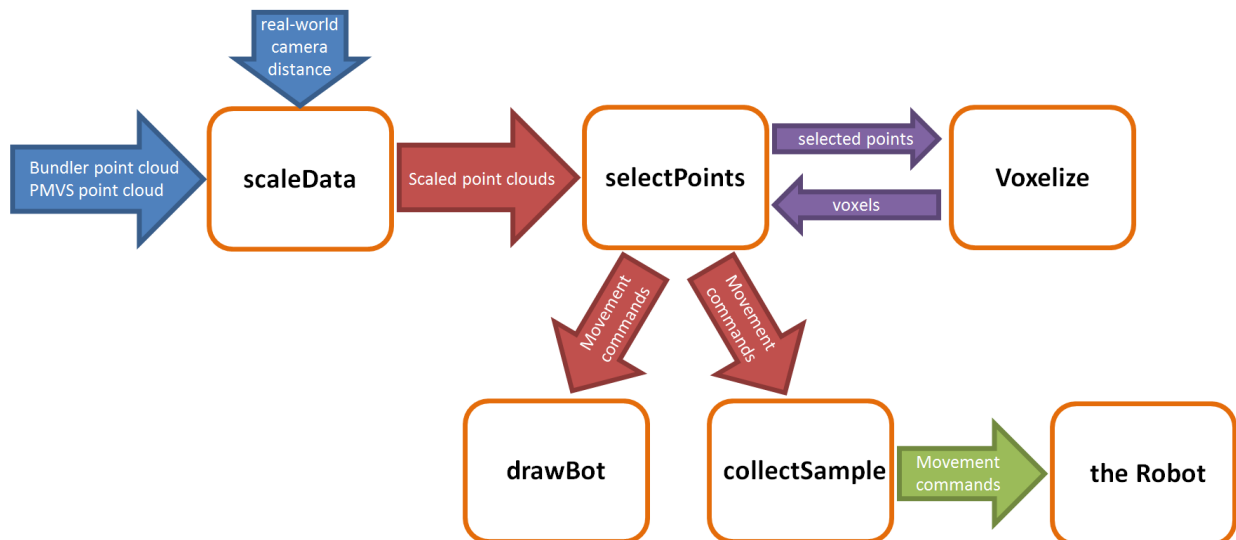 real-world
camera
distance
Bundler point cloud
PMVS point cloud
scaleData
Scaled point clouds
selectPoints
selected points
voxels
Voxelize
Movement
commands
Movement
commands
drawBot
collectSample
Movement
commands
the Robot